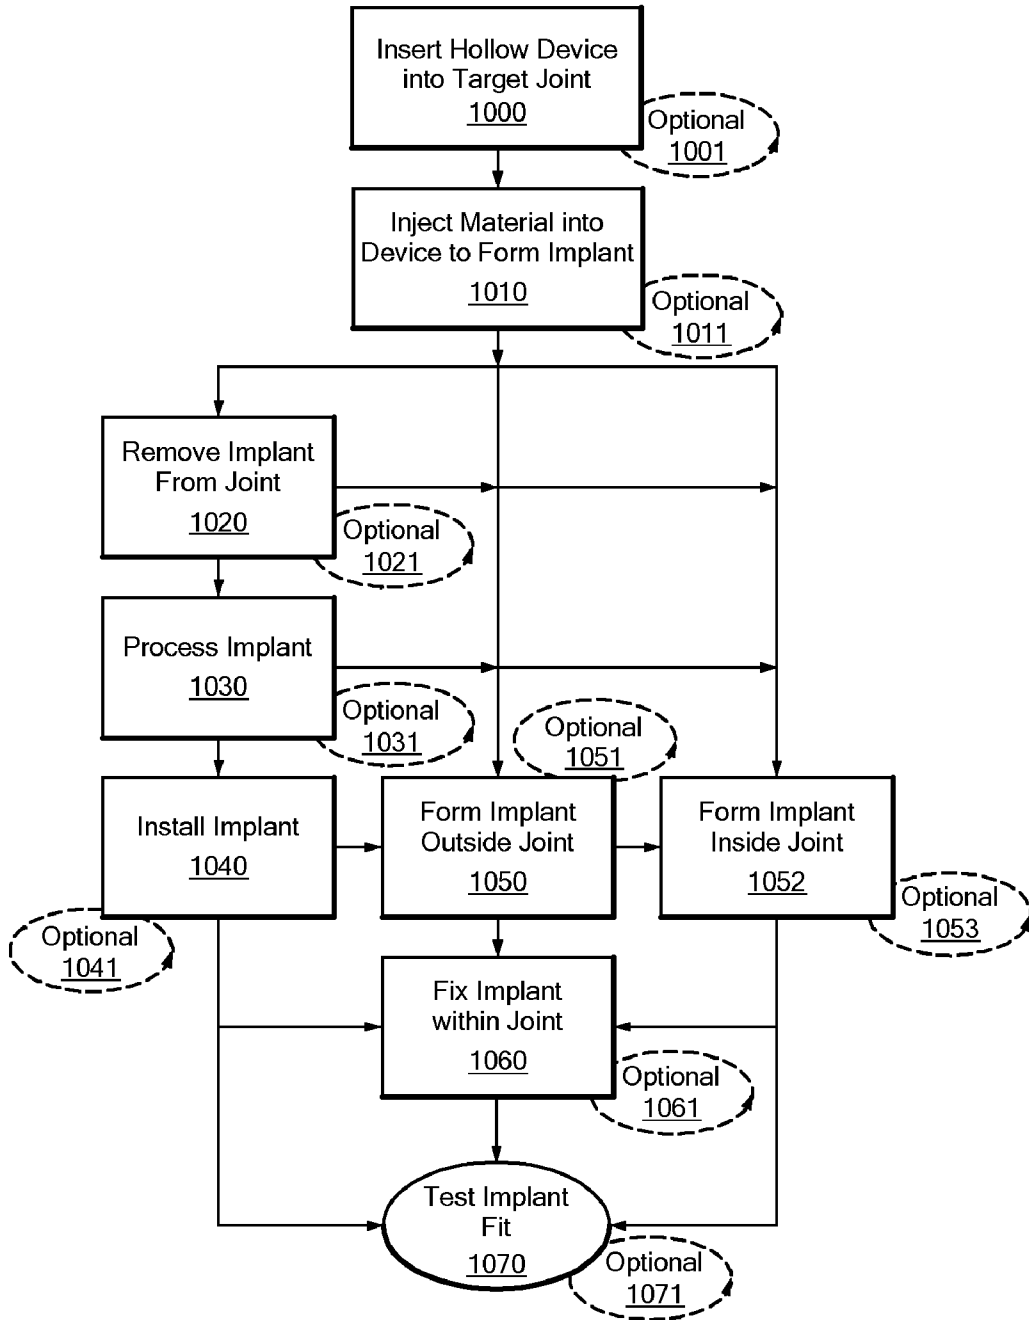 Insert Hollow Device
into Target Joint
1000
Optional
1001
Inject Material into
Device to Form Implant
1010
Optional
1011
Remove Implant
From Joint
1020
Optional
1021
Process Implant
1030
Optional
1031
Optional
1051
Install Implant
1040
Optional
1041
Form Implant
Outside Joint
1050
Form Implant
Inside Joint
1052
Optional
1053
Fix Implant
within Joint
1060
Optional
1061
Test Implant
Fit
1070
Optional
1071